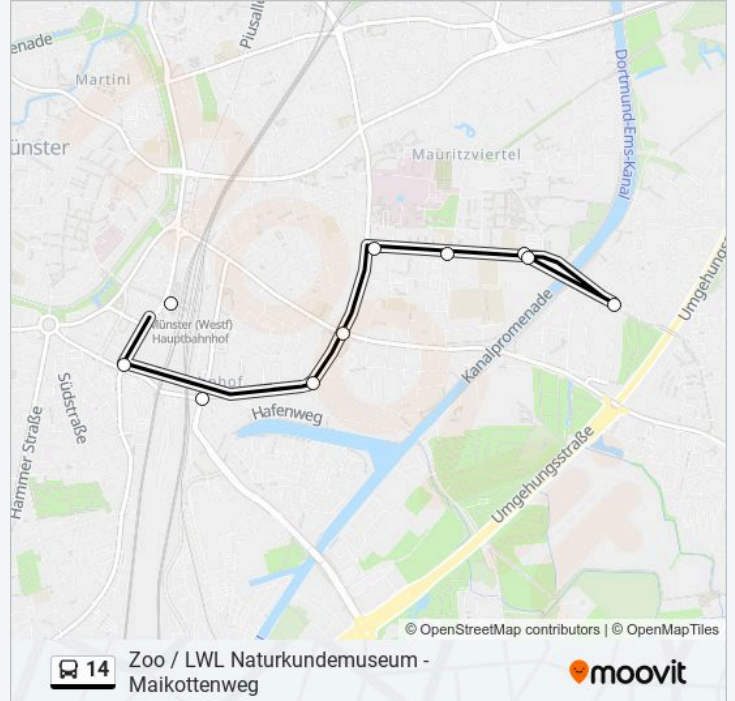 enade
Piusall
Martini
Dortmund-Ems-Kanal
ünster
Mauritzviertel
Umgehungs
Münster (Westf)
Hauptbahnhof
Kanalpromenade
hof
Südstraße
Hafenweg
Hammer Straße
Umgehungsstraße
© OpenStreetMap contributors | © OpenMapTiles
14
Zoo / LWL Naturkundemuseum -
Maikottenweg
moovit